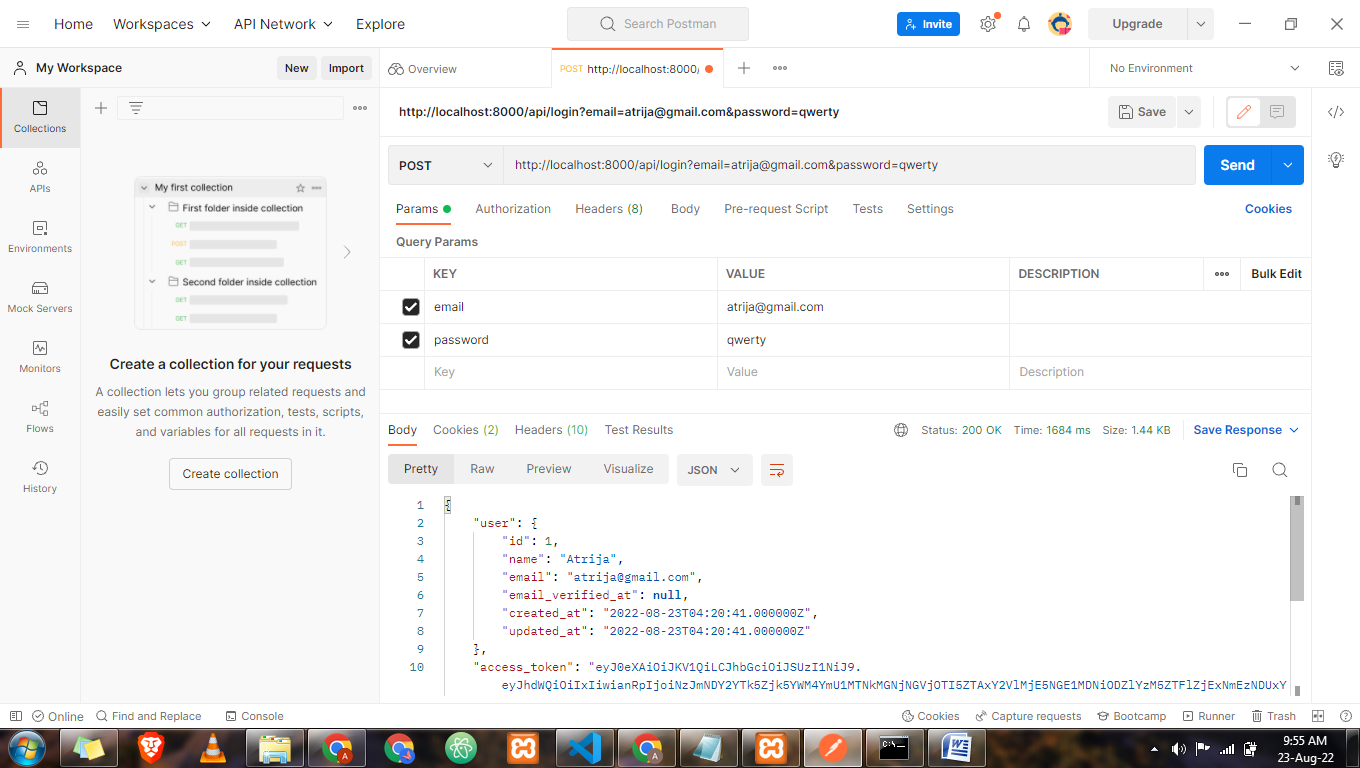 Home Workspaces API Network Explore Search Postman Invite Upgrade
My Workspace New Import Overview POST http://localhost:8000/ No Environment
http://localhost:8000/api/login?email=atrija@gmail.com&password=qwerty Save
Collections
APIs
Environments
Mock Servers
Monitors
Flows
History
My first collection
First folder inside collection
GET
POST
GET
Second folder inside collection
GET
GET
Create a collection for your requests
A collection lets you group related requests and
easily set common authorization, tests, scripts,
and variables for all requests in it.
Create collection
POST http://localhost:8000/api/login?email=atrija@gmail.com&password=qwerty Send
Params Authorization Headers (8) Body Pre-request Script Tests Settings Cookies
Query Params
KEY VALUE DESCRIPTION Bulk Edit
email atrija@gmail.com
password qwerty
Key Value Description
Body Cookies (2) Headers (10) Test Results Status: 200 OK Time: 1684 ms Size: 1.44 KB Save Response
Pretty Raw Preview Visualize JSON
1 {
2 "user": {
3 "id": 1,
4 "name": "Atrija",
5 "email": "atrija@gmail.com",
6 "email_verified_at": null,
7 "created_at": "2022-08-23T04:20:41.000000Z",
8 "updated_at": "2022-08-23T04:20:41.000000Z"
9 },
10 "access_token": "eyJ0eXAiOiJKV1QiLCJhbGciOiJSUzI1NiJ9.
eyJhdWQiOiIxIiwianRpIjoiNzJmNDY2YTk5Zjk5YWM4YmU1MTNkMGNjNGVjOTI5ZTAxY2VlMjE5NGE1MDNiODZlYzM5ZTFlZjExNmEzNDUxY
Online Find and Replace Console Cookies Capture requests Bootcamp Runner Trash
9:55 AM
23-Aug-22